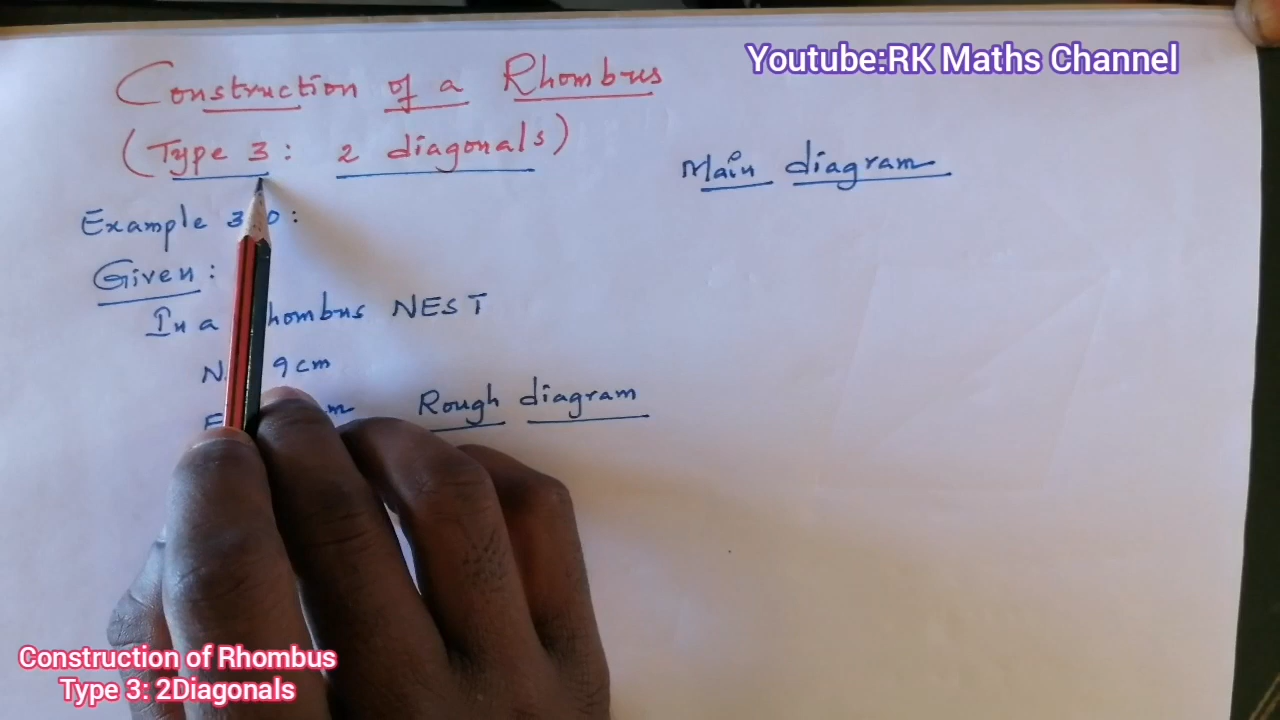 Youtube:RK Maths Channel
Construction of a Rhombus
(Type 3: 2 diagonals)
Main diagram
Example :
Given:
In a Rhombus NEST
9cm
Rough diagram
Construction of Rhombus
Type 3: 2Diagonals